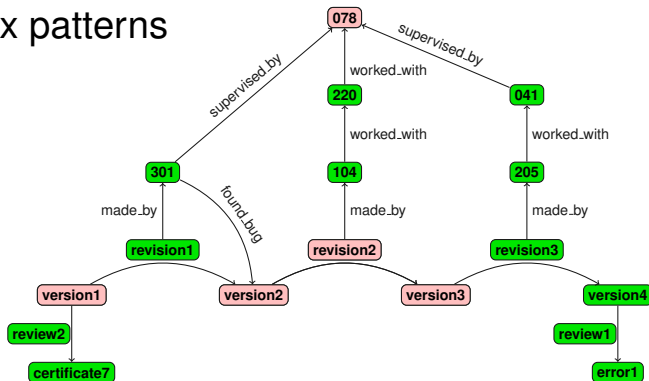 x patterns
078
supervised_by
supervised_by
worked_with
220
041
worked_with
worked_with
301
104
205
made_by
found_bug
made_by
made_by
revision1
revision2
revision3
version1
version2
version3
version4
review2
review1
certificate7
error1